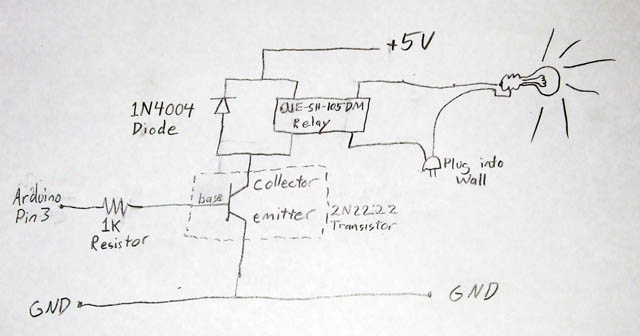 +5V
1N4004
Diode
OJE-SH-105DM
Relay
Plug into
Wall
Arduino
Pin 3
1K
Resistor
base
Collector
emitter
2N2222
Transistor
GND
GND